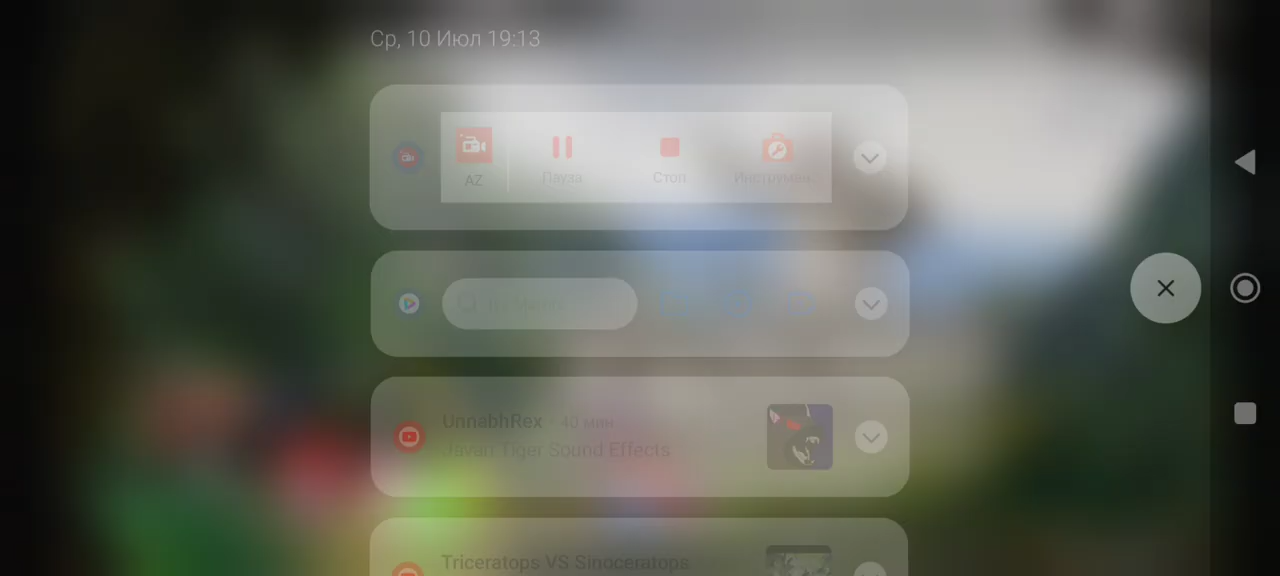 Ср, 10 Июл 19:13
AZ
Пауза
Стоп
Инструмен..
UnnabhRex · 40 мин
Javan Tiger Sound Effects
Triceratops VS Sinoceratops